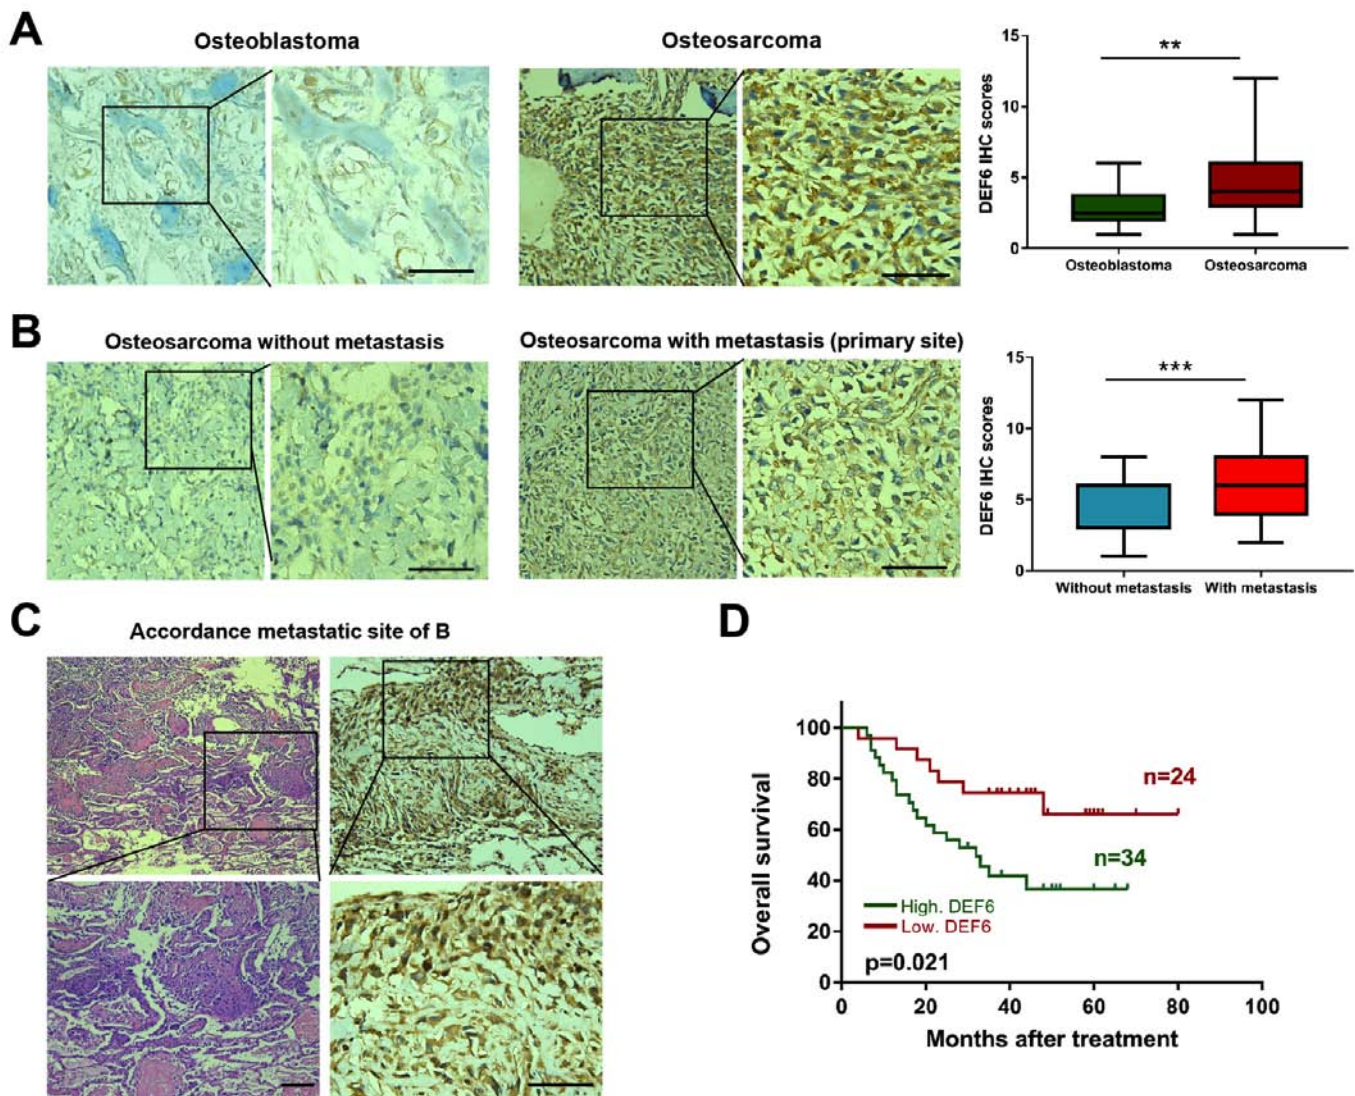 A
Osteoblastoma
Osteosarcoma
15
10
5
0
DEF6 IHC scores
**
Osteoblastoma
Osteosarcoma
B
Osteosarcoma without metastasis
Osteosarcoma with metastasis (primary site)
15
10
5
0
DEF6 IHC scores
***
Without metastasis
With metastasis
C
Accordance metastatic site of B
D
100
80
60
40
20
0
Overall survival
n=24
n=34
High. DEF6
Low. DEF6
p=0.021
0
20
40
60
80
100
Months after treatment